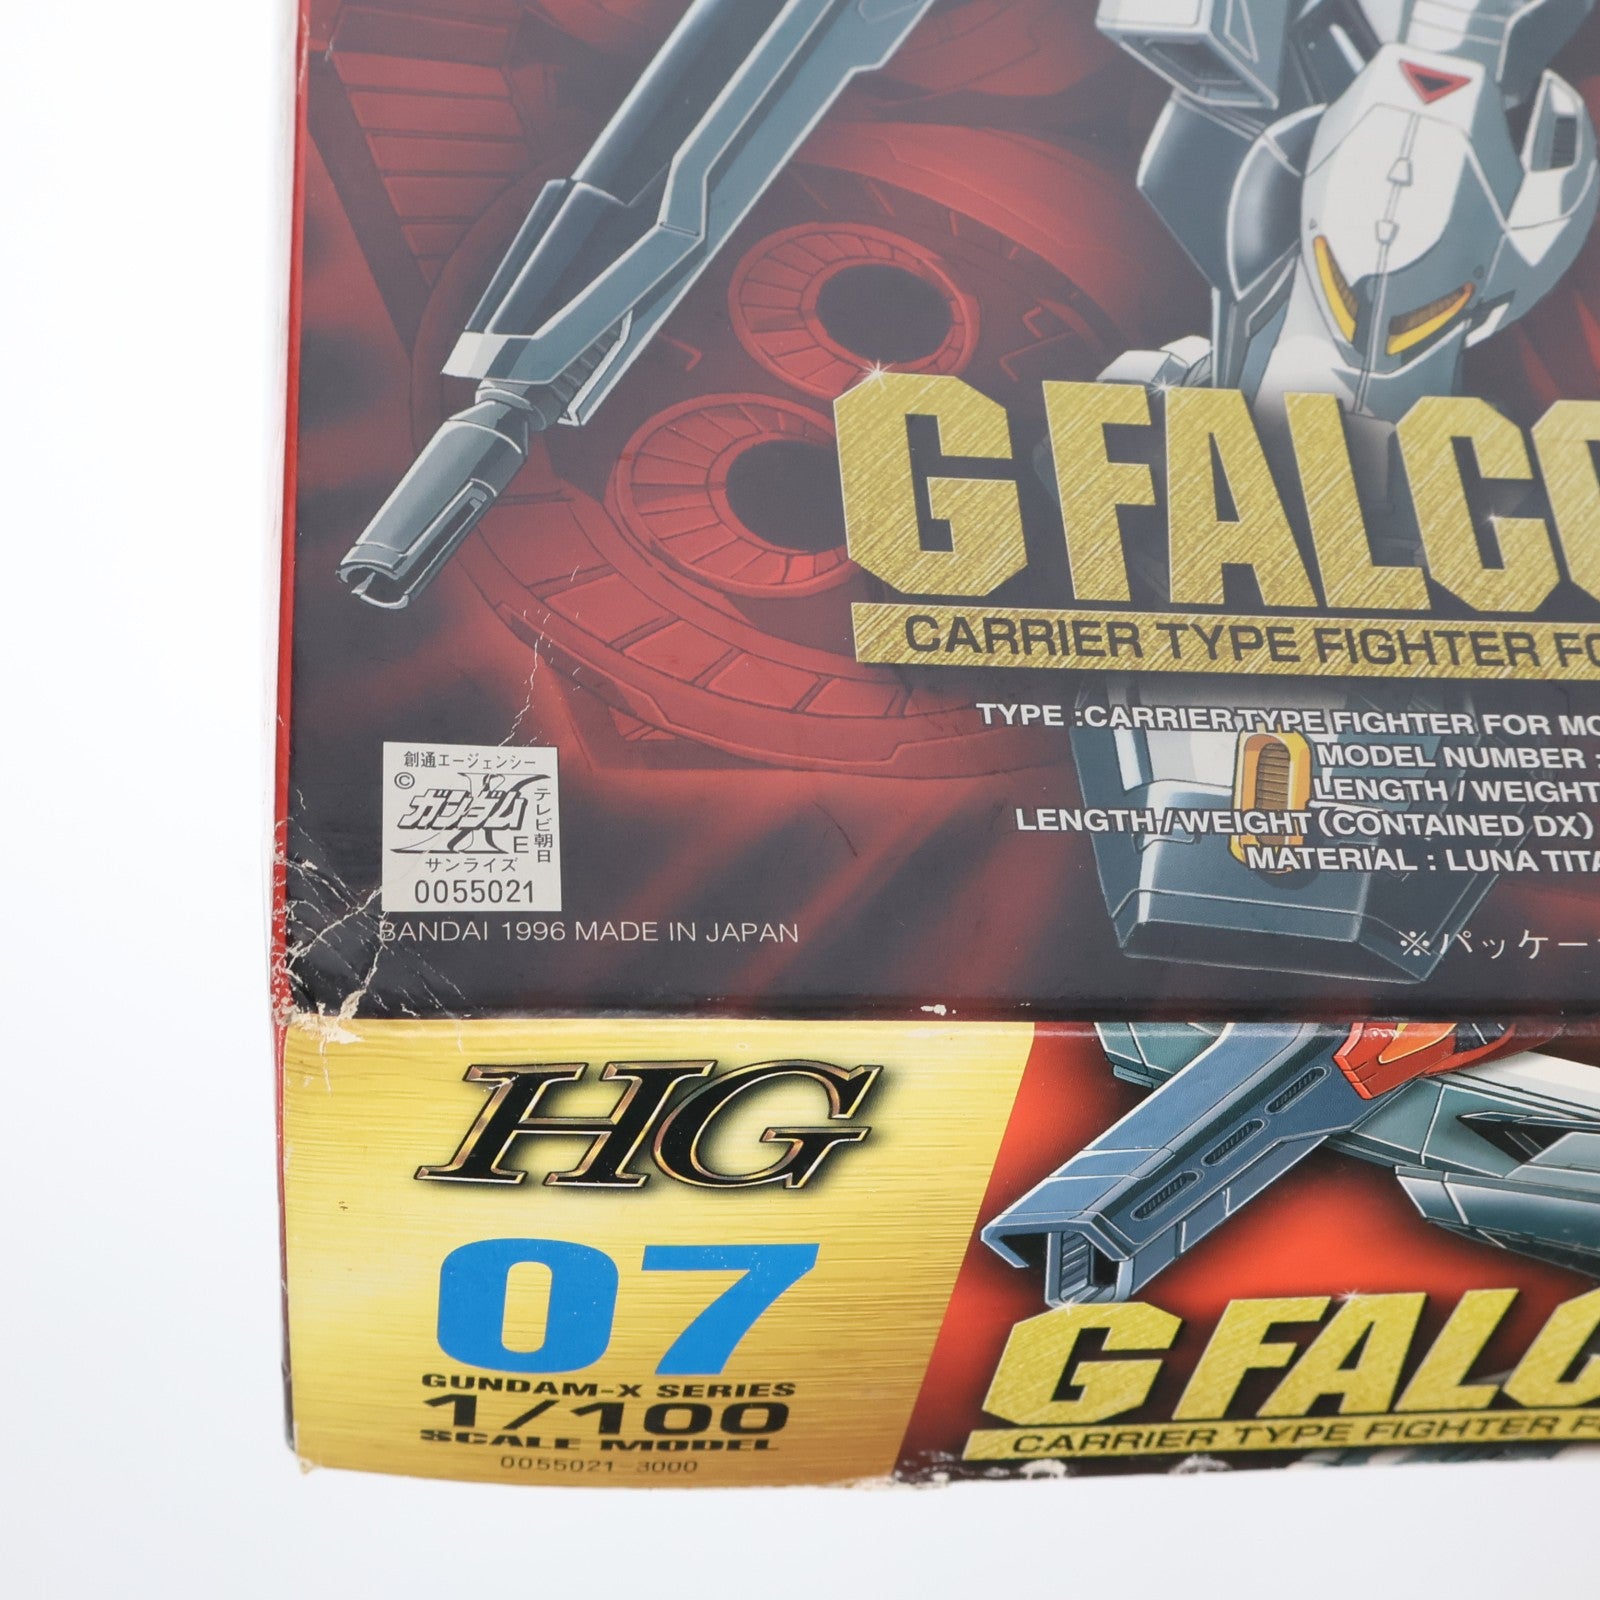 G FALCO
CARRIER TYPE FIGHTER FO
TYPE :CARRIER TYPE FIGHTER FOR MO
MODEL NUMBER :
LENGTH / WEIGHT
LENGTH / WEIGHT (CONTAINED DX)
MATERIAL : LUNA TITA
創通エージェンシー
© ガンダムX
テレビ朝日
E
サンライズ
0055021
BANDAI 1996 MADE IN JAPAN
※パッケー
HG
07
GUNDAM-X SERIES
1/100
SCALE MODEL
0055021-3000
G FALC
CARRIER TYPE FIGHTER F